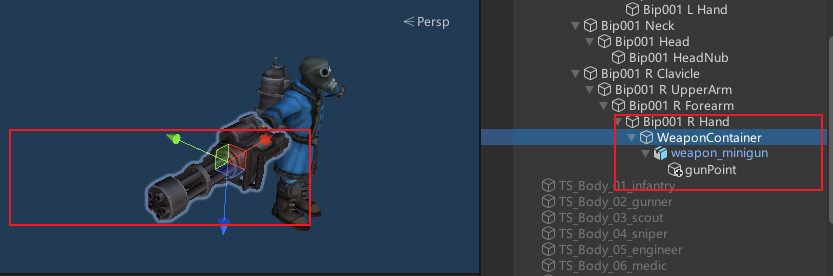 Persp
Bip001 L Hand
Bip001 Neck
Bip001 Head
Bip001 HeadNub
Bip001 R Clavicle
Bip001 R UpperArm
Bip001 R Forearm
Bip001 R Hand
WeaponContainer
weapon_minigun
gunPoint
TS_Body_01_infantry
TS_Body_02_gunner
TS_Body_03_scout
TS_Body_04_sniper
TS_Body_05_engineer
TS_Body_06_medic